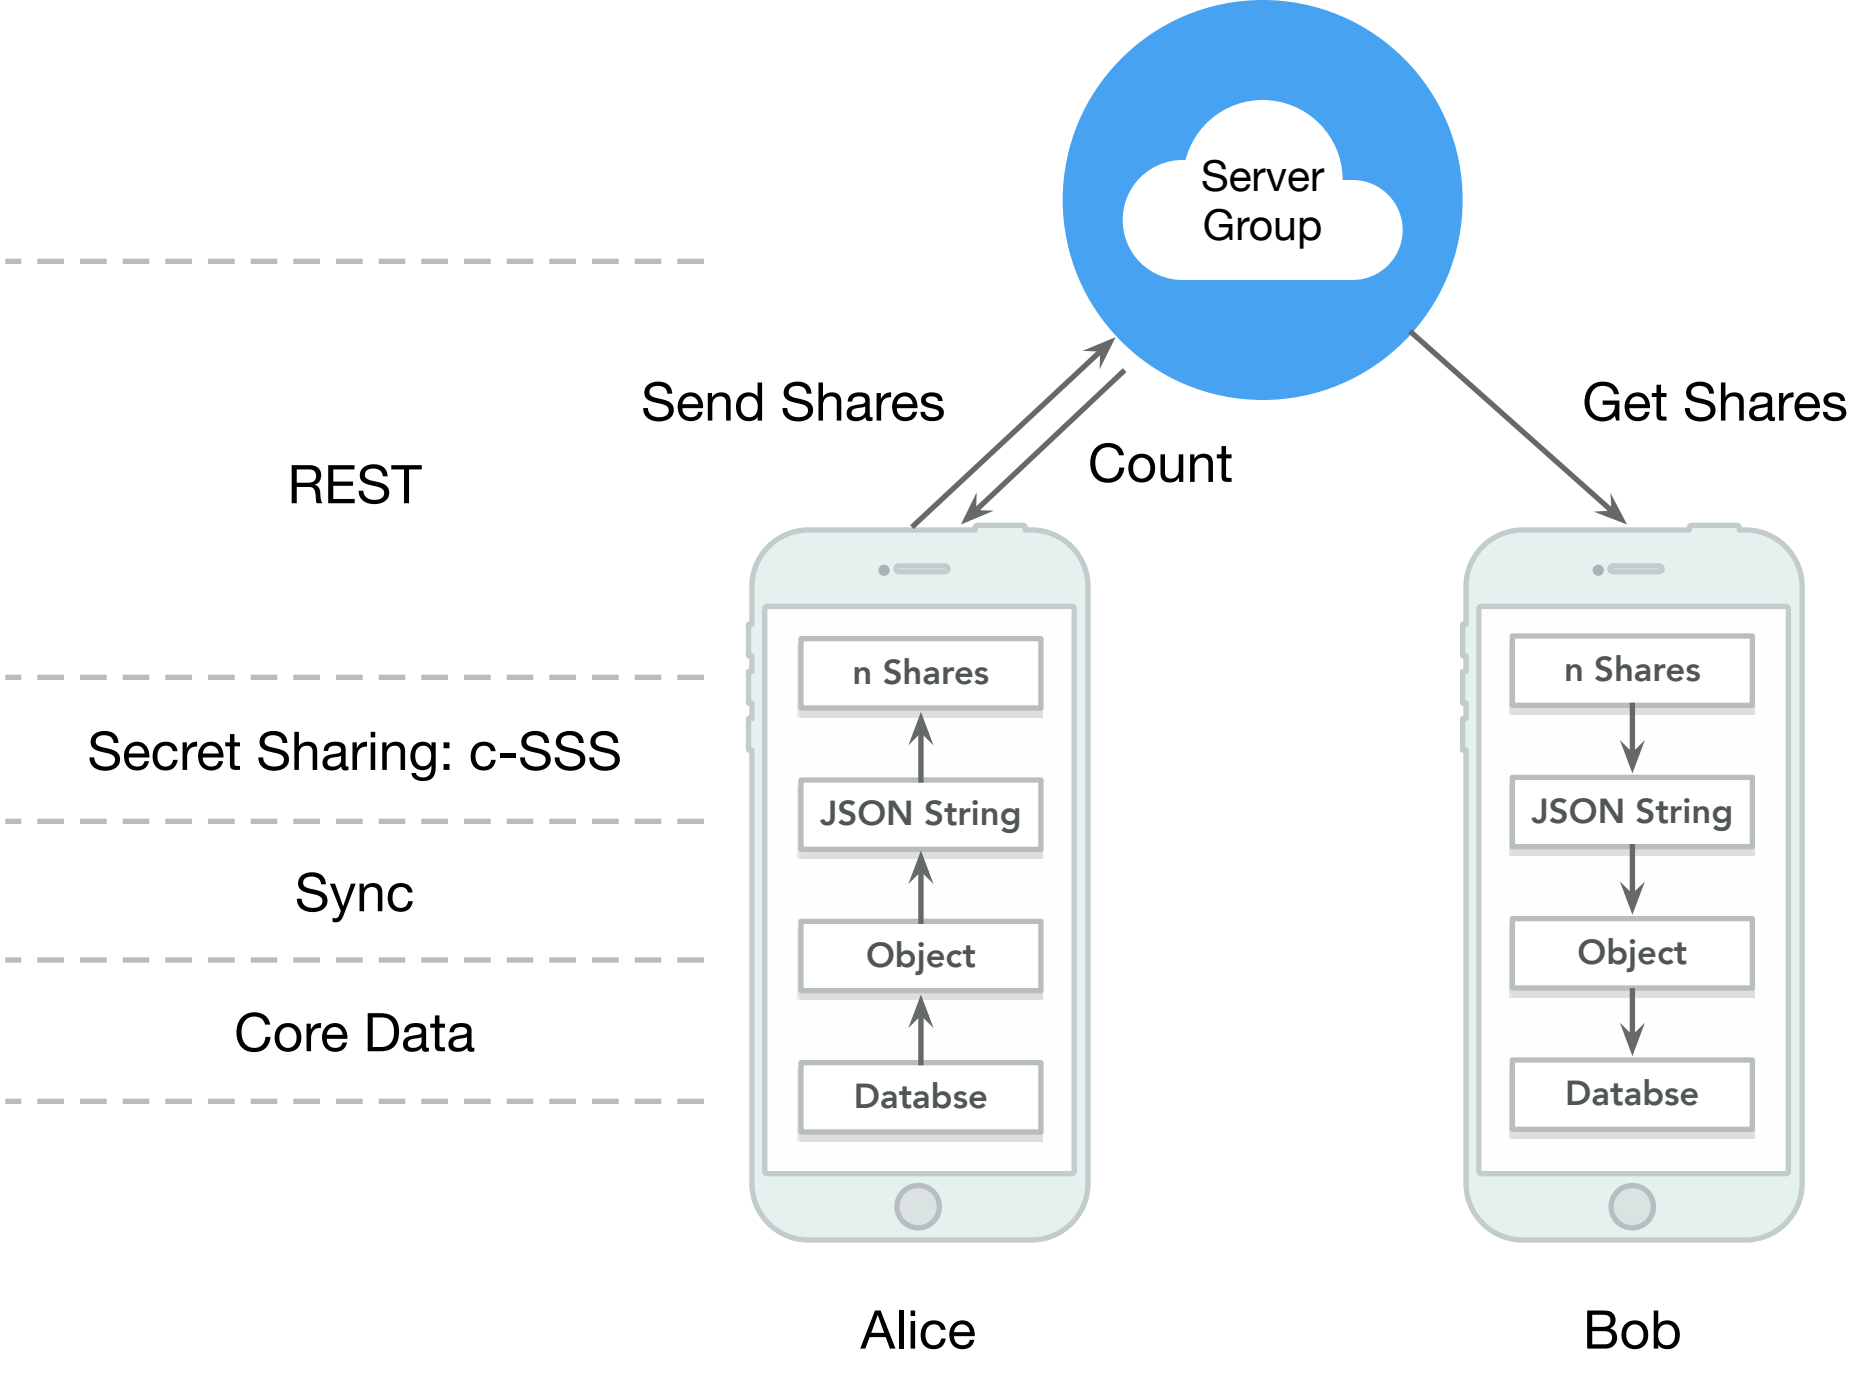 Server
Group
Send Shares
Get Shares
Count
REST
n Shares
n Shares
Secret Sharing: c-SSS
JSON String
JSON String
Sync
Object
Object
Core Data
Databse
Databse
Alice
Bob